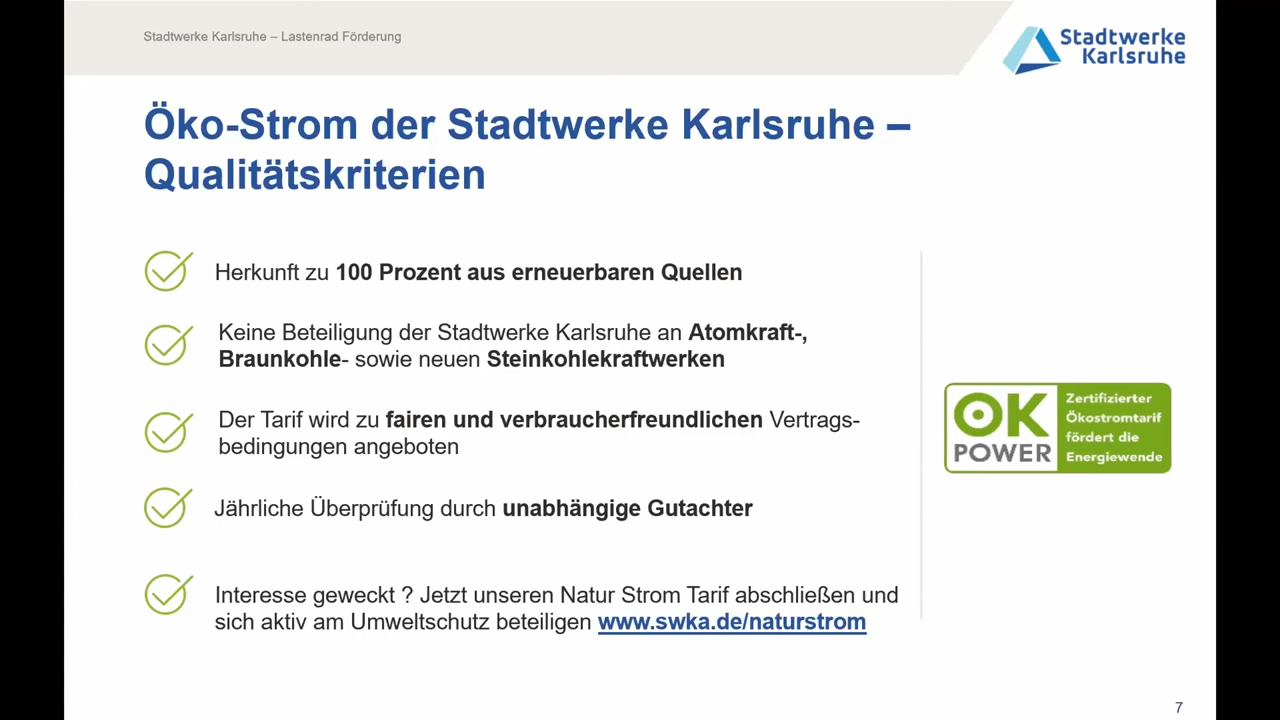 Stadtwerke Karlsruhe – Lastenrad Förderung
Stadtwerke
Karlsruhe
Öko-Strom der Stadtwerke Karlsruhe –
Qualitätskriterien
Herkunft zu 100 Prozent aus erneuerbaren Quellen
Keine Beteiligung der Stadtwerke Karlsruhe an Atomkraft-,
Braunkohle- sowie neuen Steinkohlekraftwerken
Der Tarif wird zu fairen und verbraucherfreundlichen Vertrags-
bedingungen angeboten
Jährliche Überprüfung durch unabhängige Gutachter
Interesse geweckt ? Jetzt unseren Natur Strom Tarif abschließen und
sich aktiv am Umweltschutz beteiligen www.swka.de/naturstrom
OK
POWER
Zertifizierter
Ökostromtarif
fördert die
Energiewende
7